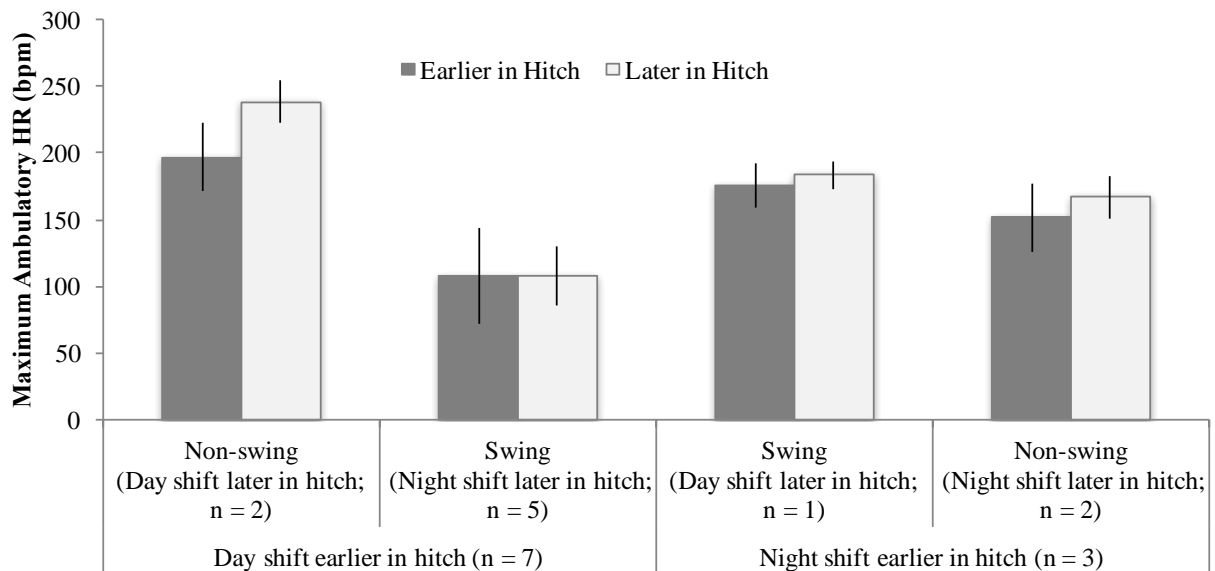 Maximum Ambulatory HR (bpm)
300
250
200
150
100
50
0
Earlier in Hitch
Later in Hitch
Non-swing
(Day shift later in hitch;
n = 2)
Swing
(Night shift later in hitch;
n = 5)
Swing
(Day shift later in hitch;
n = 1)
Non-swing
(Night shift later in hitch;
n = 2)
Day shift earlier in hitch (n = 7)
Night shift earlier in hitch (n = 3)